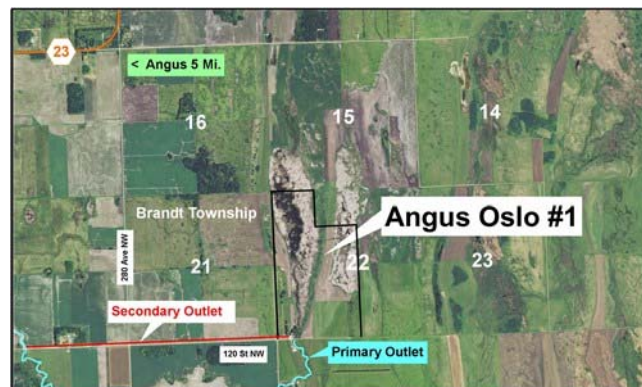 23
< Angus 5 Mi.
16
15
14
Brandt Township
Angus Oslo #1
280 Ave NW
21
22
23
Secondary Outlet
120 St NW
Primary Outlet